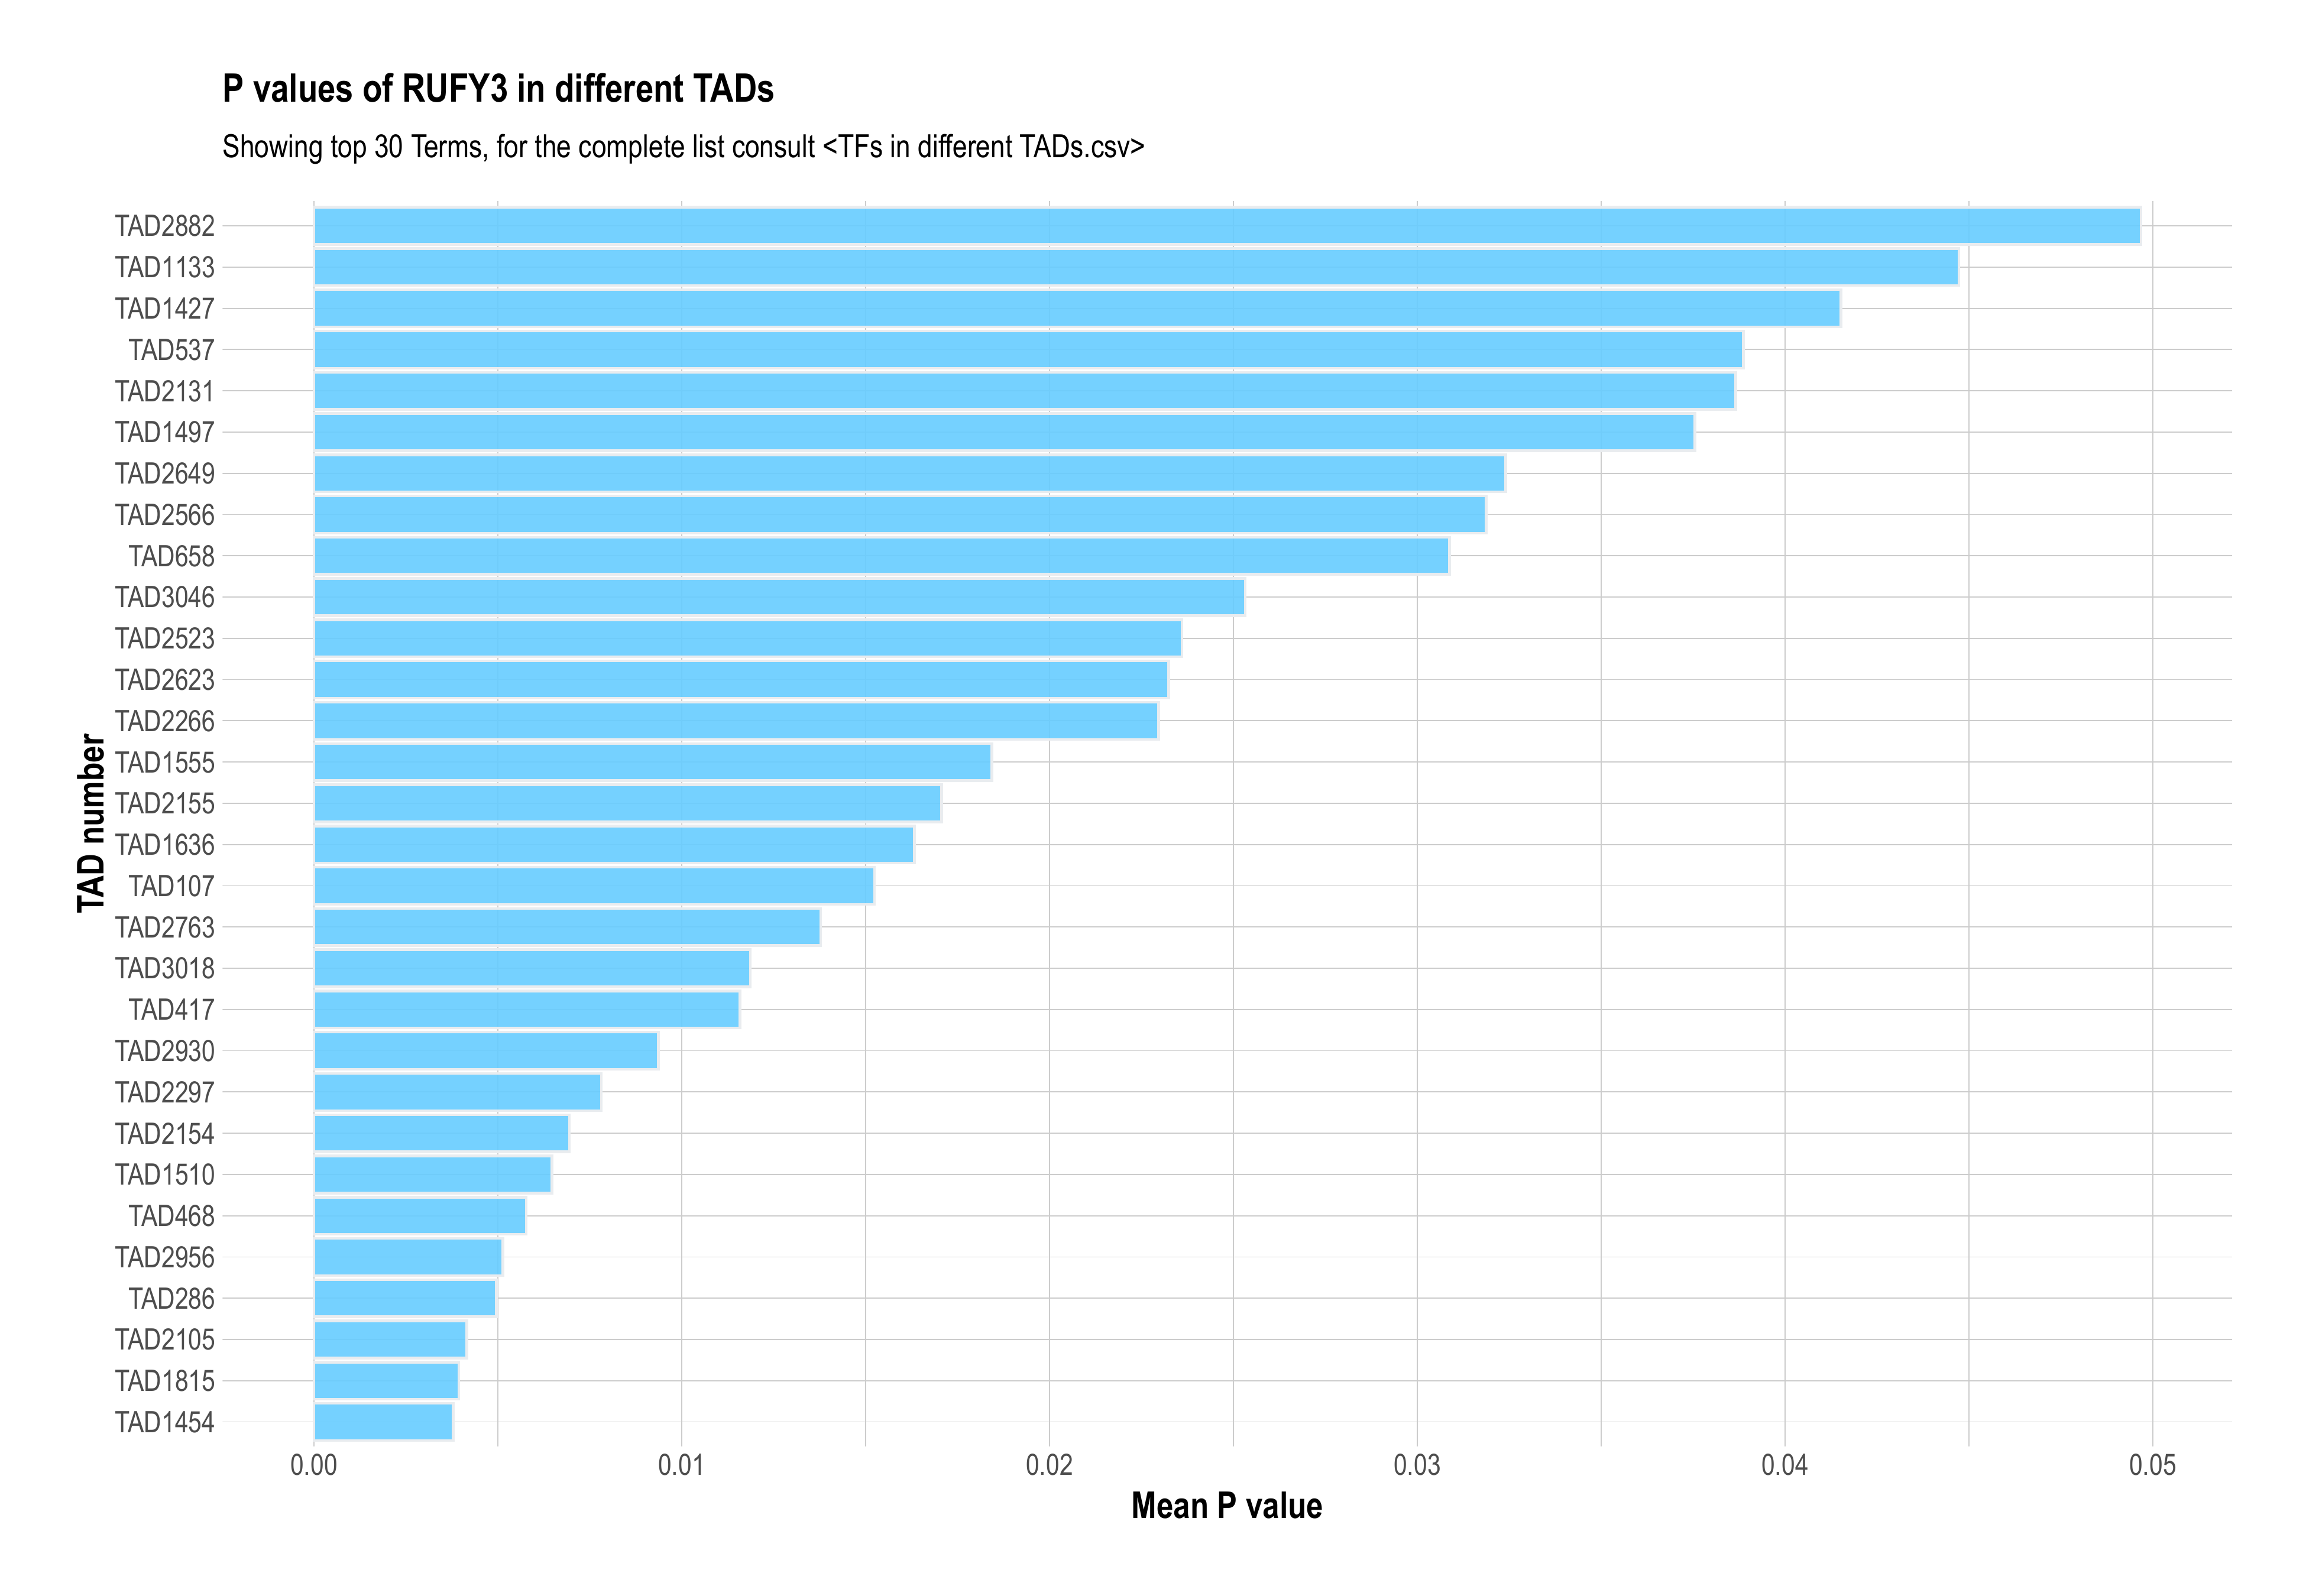 P values of RUFY3 in different TADs
Showing top 30 Terms, for the complete list consult <TFs in different TADs.csv>
TAD number
TAD2882
TAD1133
TAD1427
TAD537
TAD2131
TAD1497
TAD2649
TAD2566
TAD658
TAD3046
TAD2523
TAD2623
TAD2266
TAD1555
TAD2155
TAD1636
TAD107
TAD2763
TAD3018
TAD417
TAD2930
TAD2297
TAD2154
TAD1510
TAD468
TAD2956
TAD286
TAD2105
TAD1815
TAD1454
0.00 0.01 0.02 0.03 0.04 0.05
Mean P value